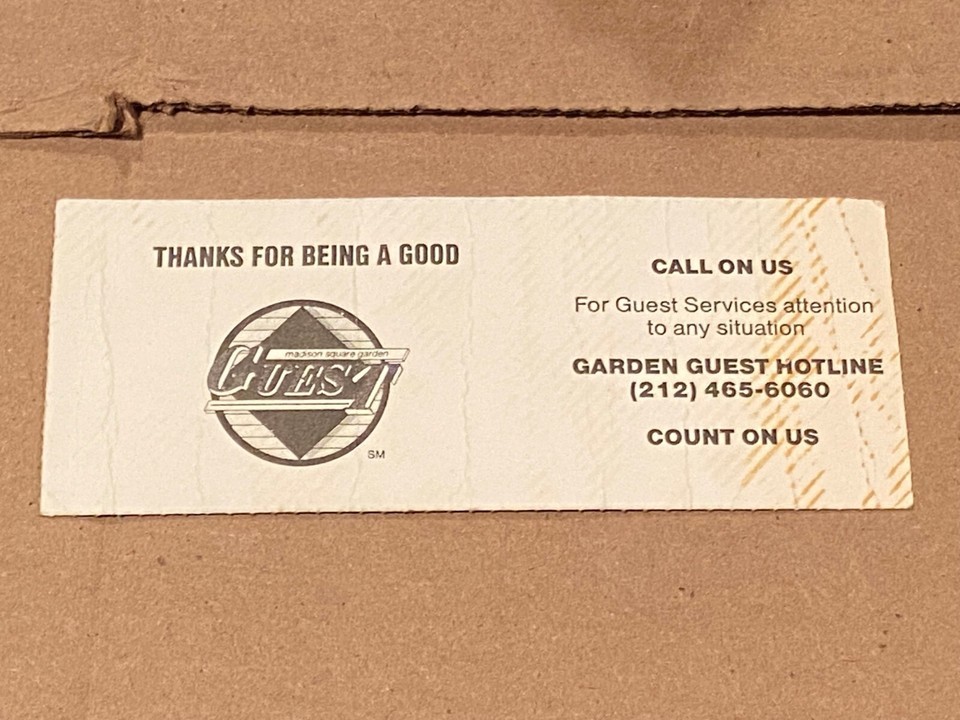 THANKS FOR BEING A GOOD
madison square garden
GUEST
SM
CALL ON US
For Guest Services attention
to any situation
GARDEN GUEST HOTLINE
(212) 465-6060
COUNT ON US